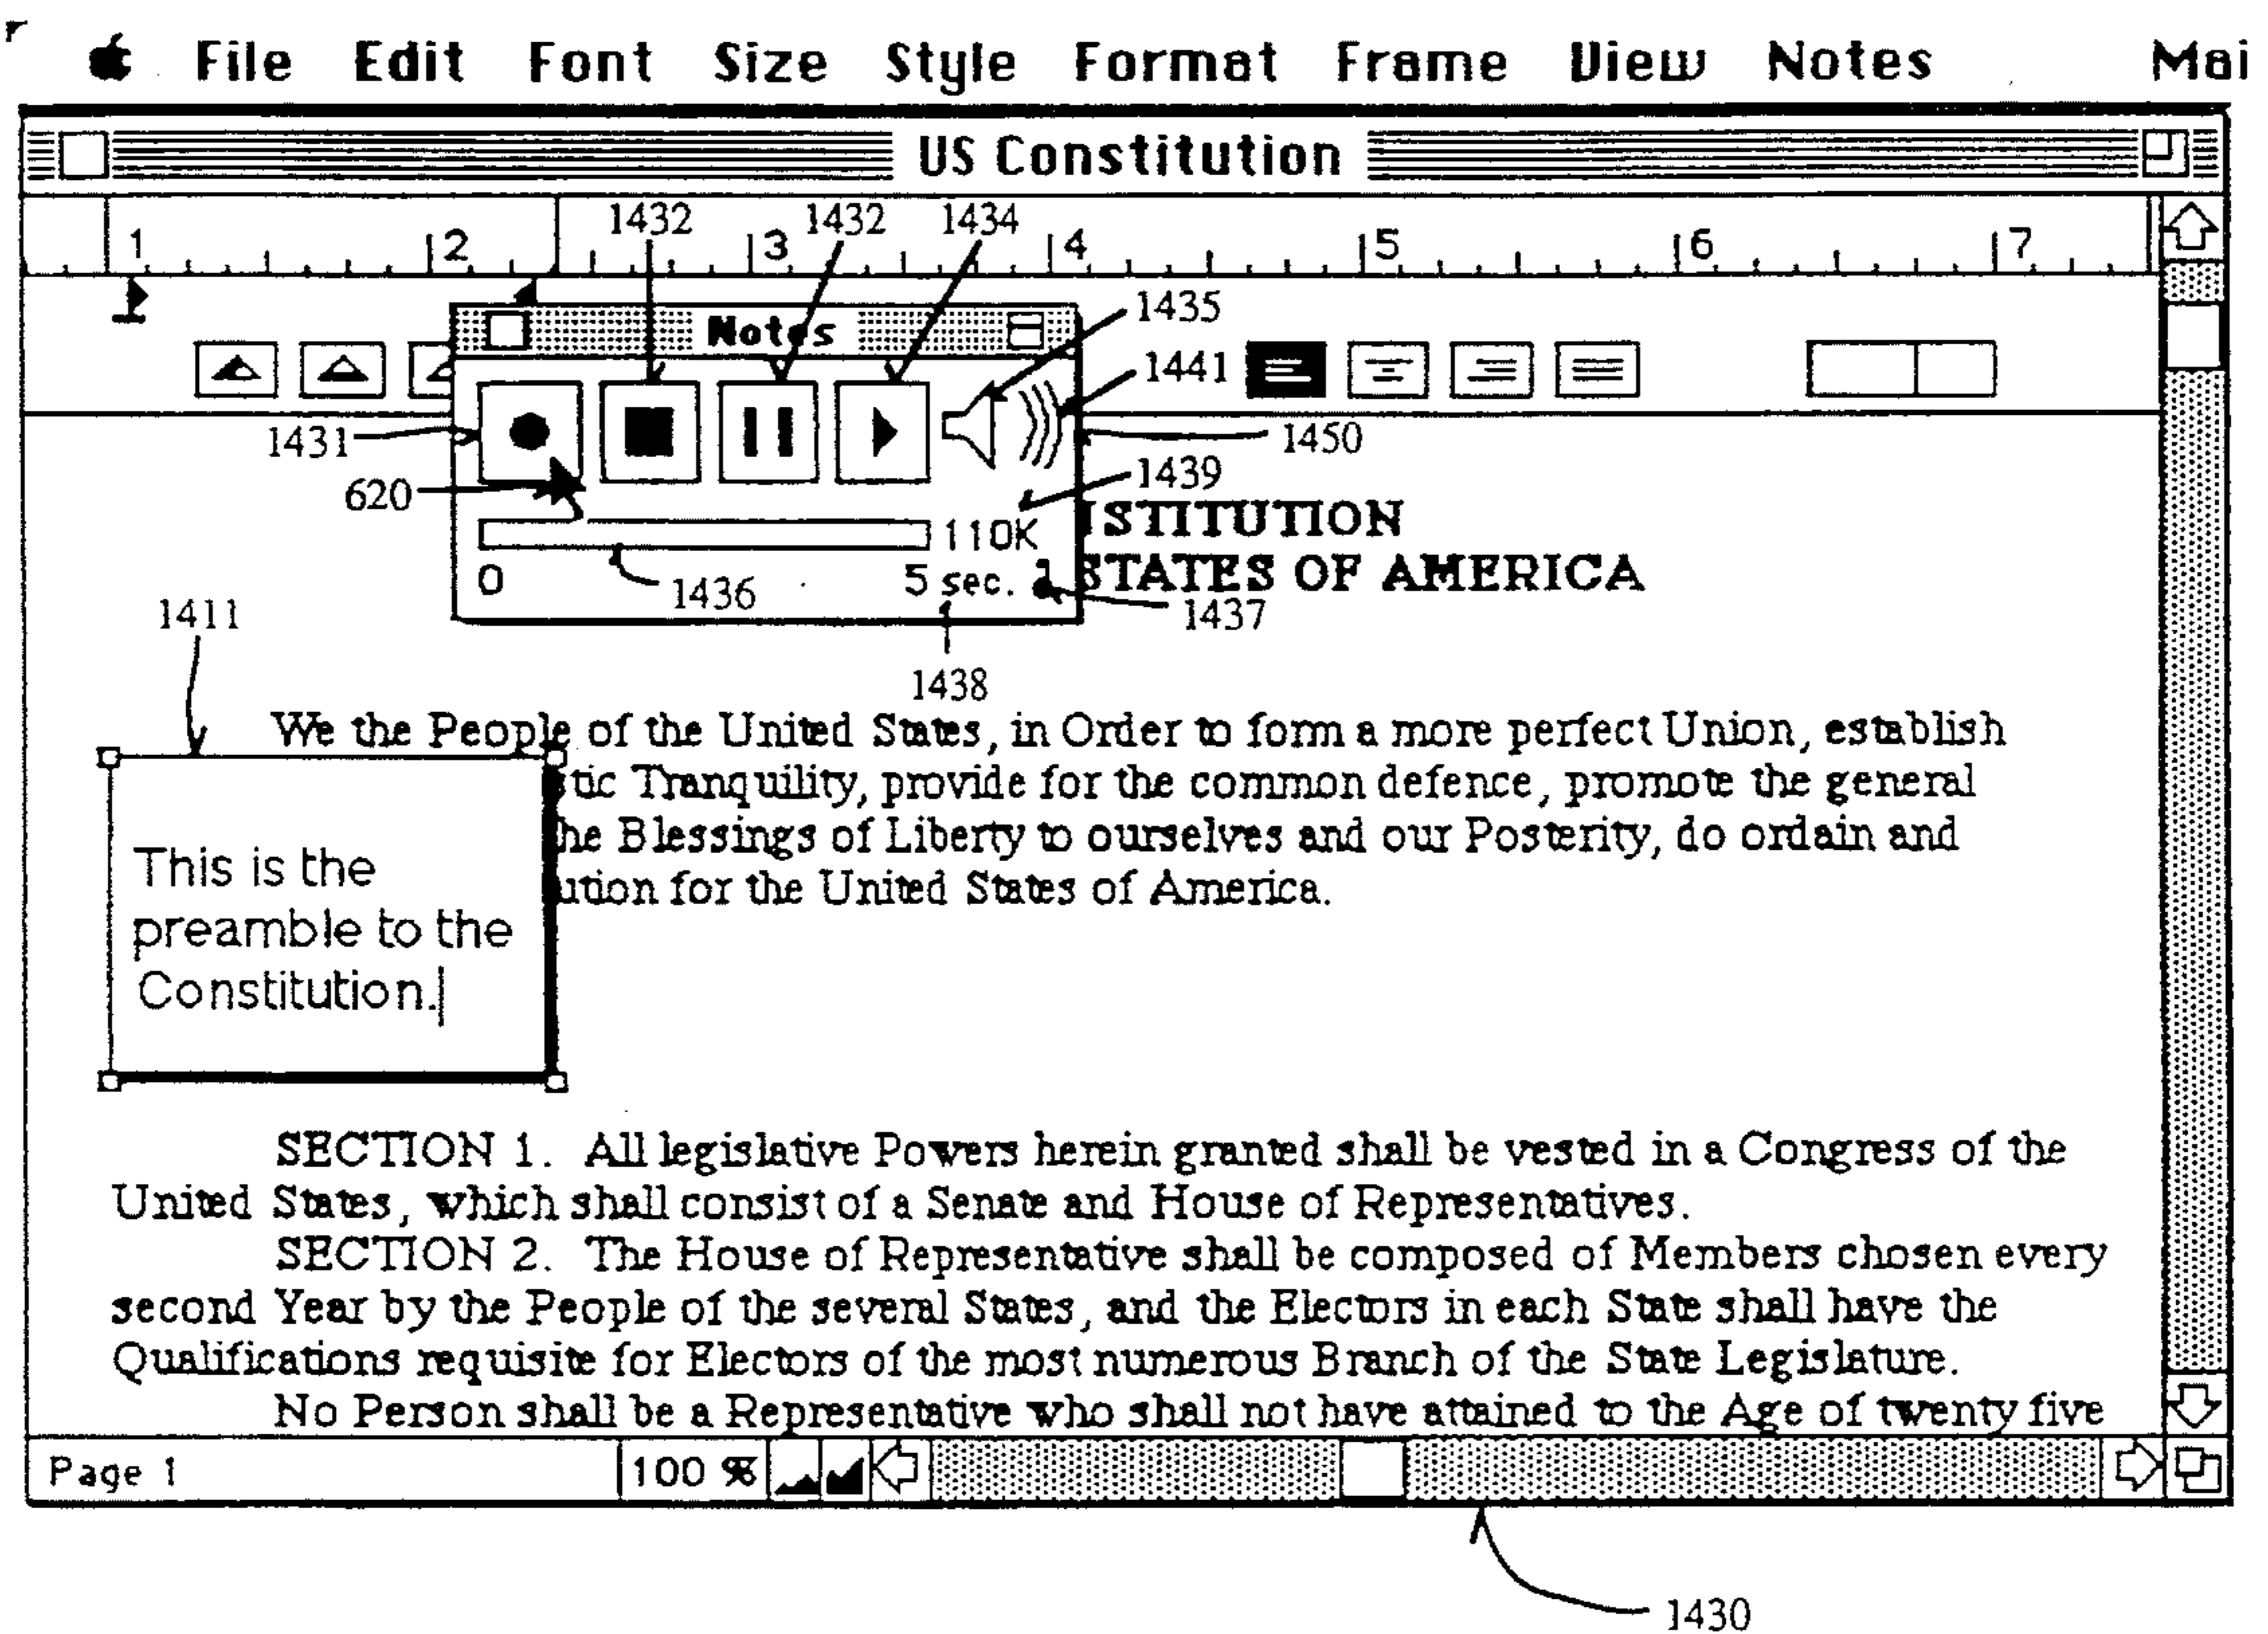 File Edit Font Size Style Format Frame View Notes Mai
US Constitution
1432 1432 1434
1 2 3 4 5 6 7
1435
Notes
1441
1431
1450
1439
620
110K
ISTITUTION
0 5 sec.
STATES OF AMERICA
1436
1437
1411
1438
We the People of the United States, in Order to form a more perfect Union, establish
stic Tranquility, provide for the common defence, promote the general
he Blessings of Liberty to ourselves and our Posterity, do ordain and
ution for the United States of America.
This is the
preamble to the
Constitution.
SECTION 1. All legislative Powers herein granted shall be vested in a Congress of the
United States, which shall consist of a Senate and House of Representatives.
SECTION 2. The House of Representative shall be composed of Members chosen every
second Year by the People of the several States, and the Electors in each State shall have the
Qualifications requisite for Electors of the most numerous Branch of the State Legislature.
No Person shall be a Representative who shall not have attained to the Age of twenty five
Page 1 100 %
1430